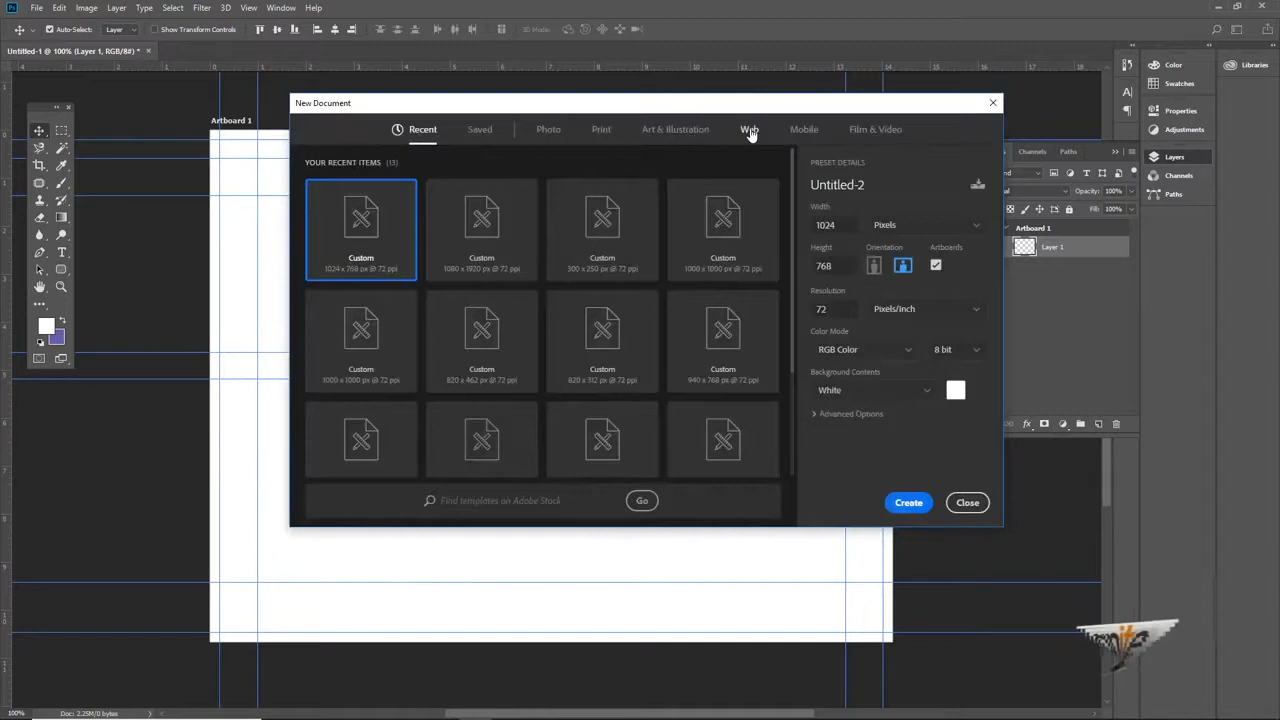 Ps File Edit Image Layer Type Select Filter 3D View Window Help
Auto-Select: Layer Show Transform Controls 3D Mode:
Untitled-1 @ 100% (Layer 1, RGB/8#) *
Artboard 1
New Document
Recent Saved Photo Print Art & Illustration Web Mobile Film & Video
YOUR RECENT ITEMS (13)
Custom
1024 x 768 px @ 72 ppi
Custom
1080 x 1920 px @ 72 ppi
Custom
300 x 250 px @ 72 ppi
Custom
1000 x 1000 px @ 72 ppi
Custom
1000 x 1000 px @ 72 ppi
Custom
820 x 462 px @ 72 ppi
Custom
820 x 312 px @ 72 ppi
Custom
940 x 768 px @ 72 ppi
Find templates on Adobe Stock Go
PRESET DETAILS
Untitled-2
Width
1024 Pixels
Height Orientation Artboards
768
Resolution
72 Pixels/Inch
Color Mode
RGB Color 8 bit
Background Contents
White
Advanced Options
Create Close
Color
Swatches
Properties
Adjustments
Layers
Channels
Paths
Libraries
Channels Paths
Opacity: 100%
Fill: 100%
Artboard 1
Layer 1
100% Doc: 2.25M/0 bytes